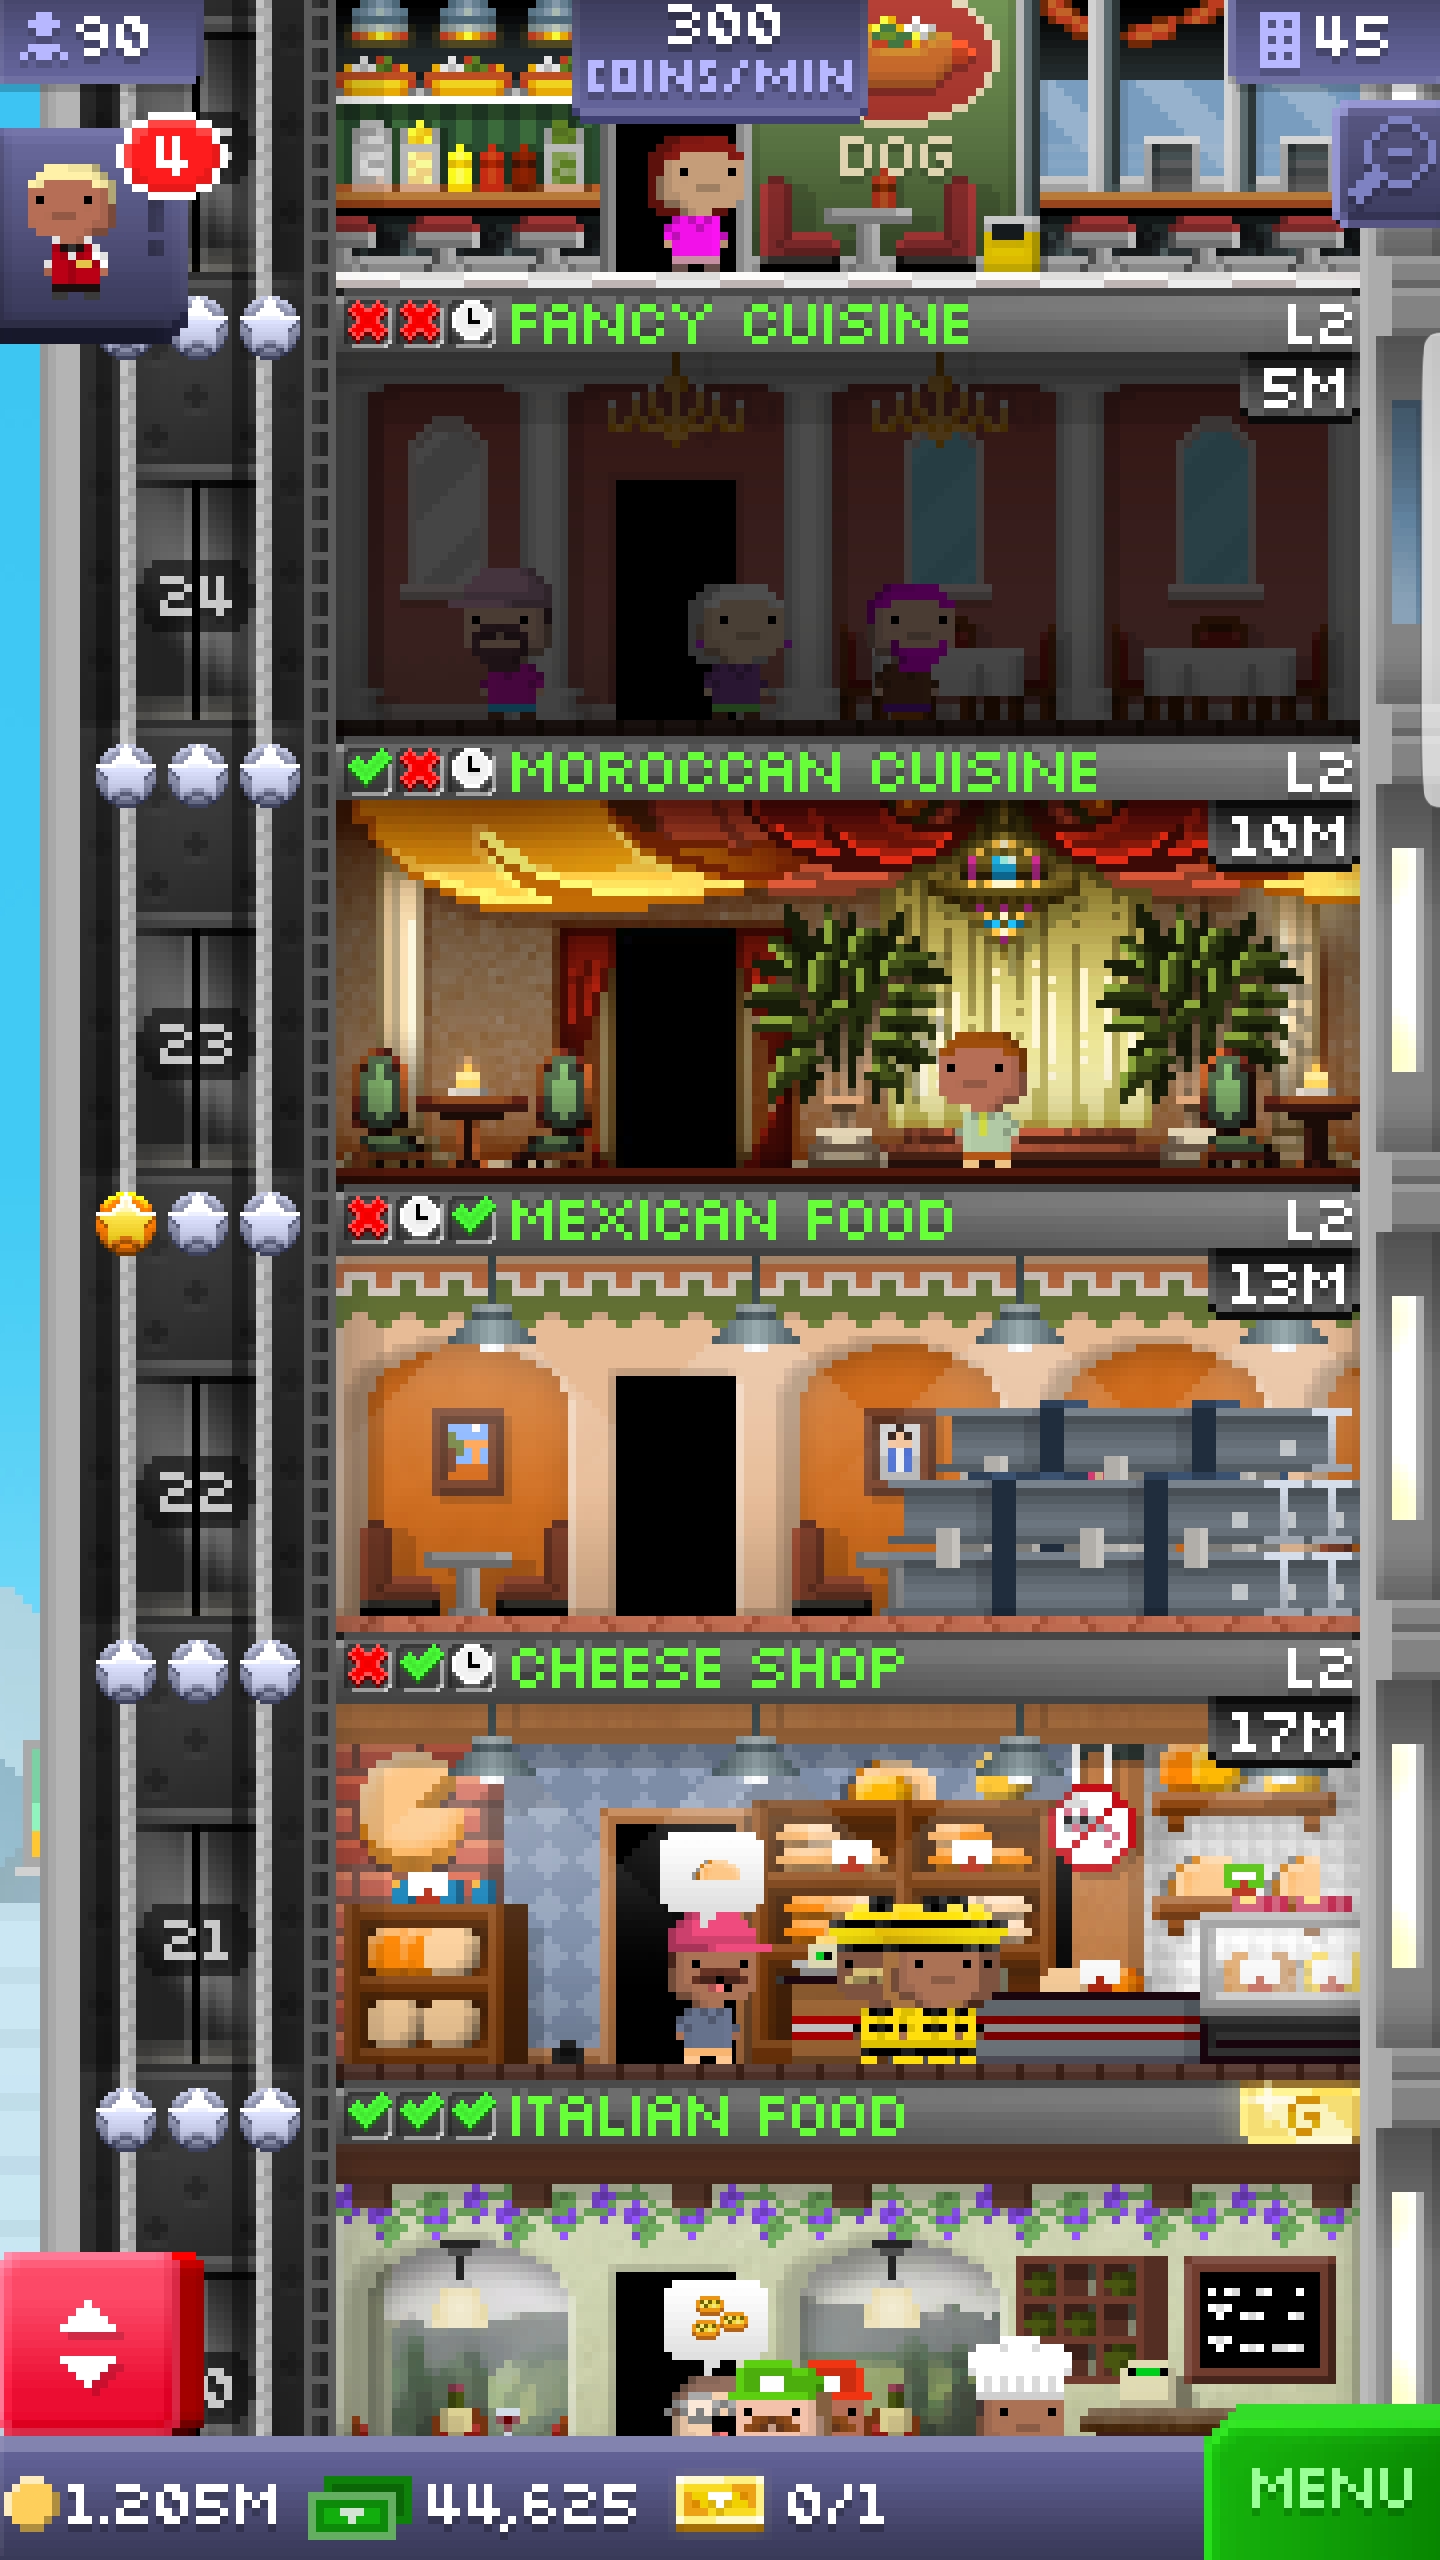 90
300
COINS/MIN
45
4
DOG
FANCY CUISINE L2
5M
24
MOROCCAN CUISINE L2
10M
23
MEXICAN FOOD L2
13M
22
CHEESE SHOP L2
17M
21
ITALIAN FOOD G
0
1.205M 44,625 0/1
MENU